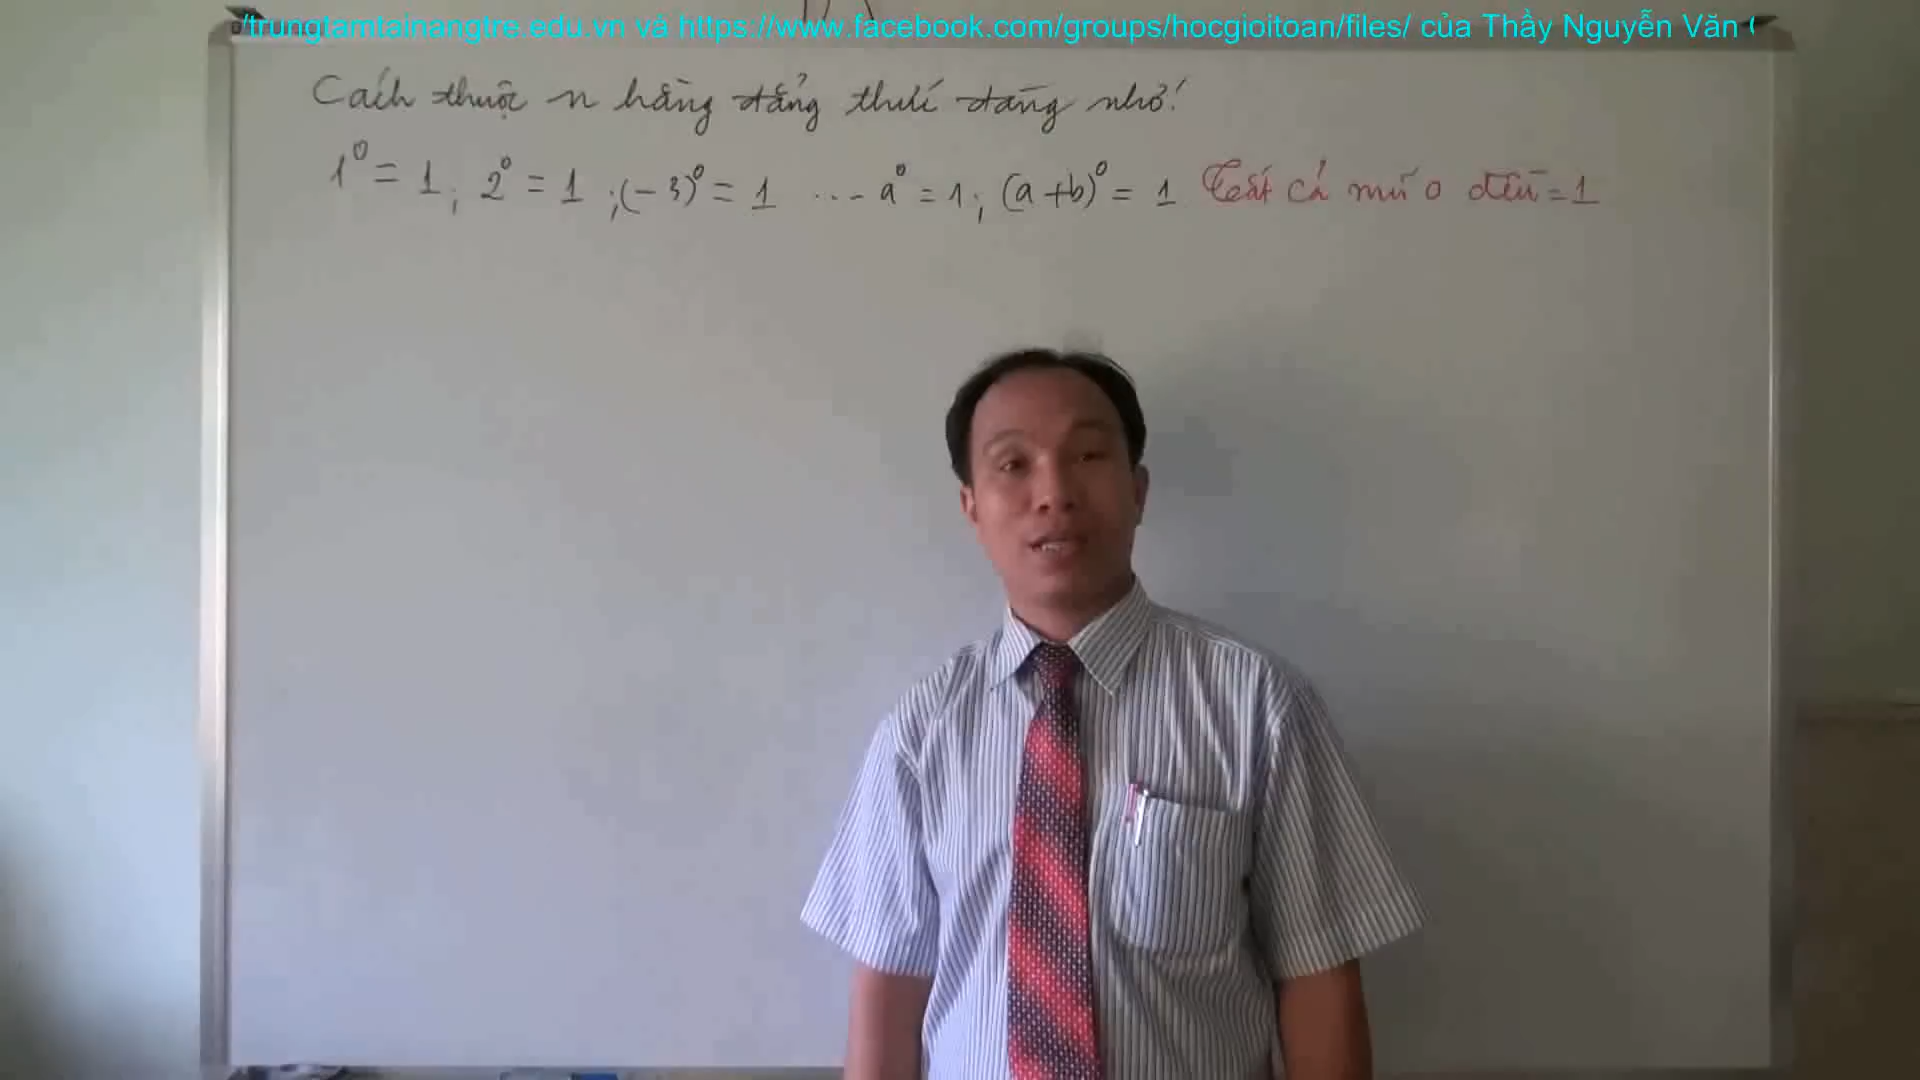 /trungtamtainangtre.edu.vn và https://www.facebook.com/groups/hocgioitoan/files/ của Thầy Nguyễn Văn
Cách thuộc n hằng đẳng thức đáng nhớ!
1⁰ = 1; 2⁰ = 1; (-3)⁰ = 1 ... a⁰ = 1; (a+b)⁰ = 1 Tất cả mũ 0 đều = 1